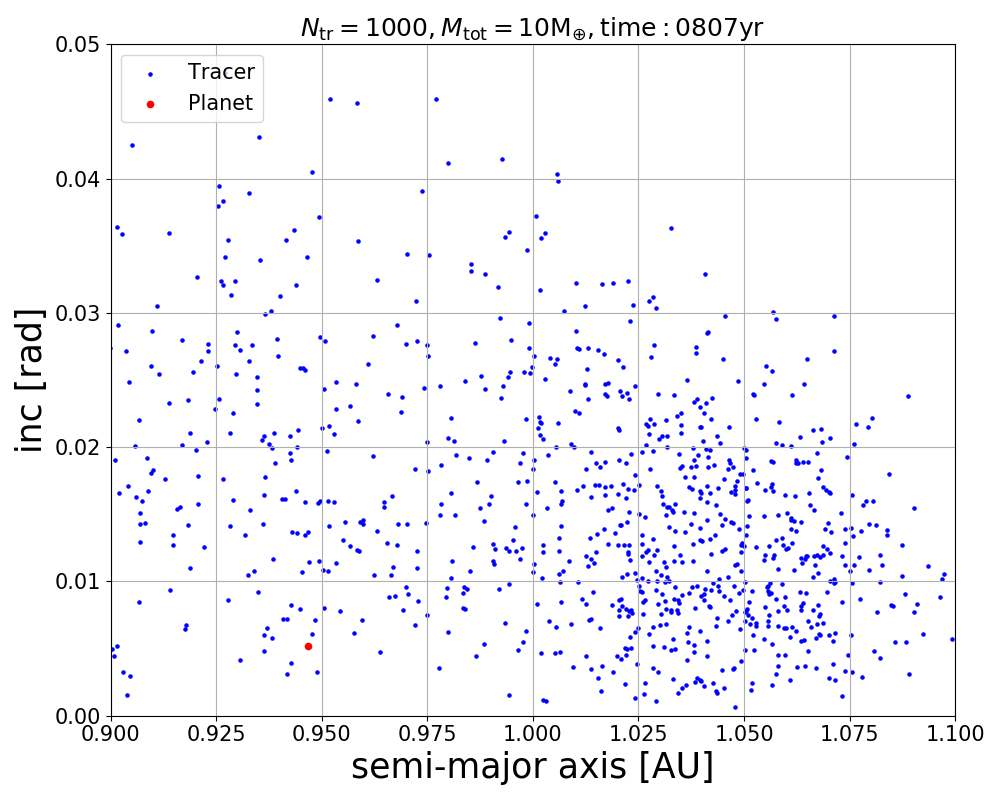 N_tr = 1000, M_tot = 10M_⊕, time : 0807yr
0.05
Tracer
Planet
0.04
0.03
inc [rad]
0.02
0.01
0.00
0.900 0.925 0.950 0.975 1.000 1.025 1.050 1.075 1.100
semi-major axis [AU]